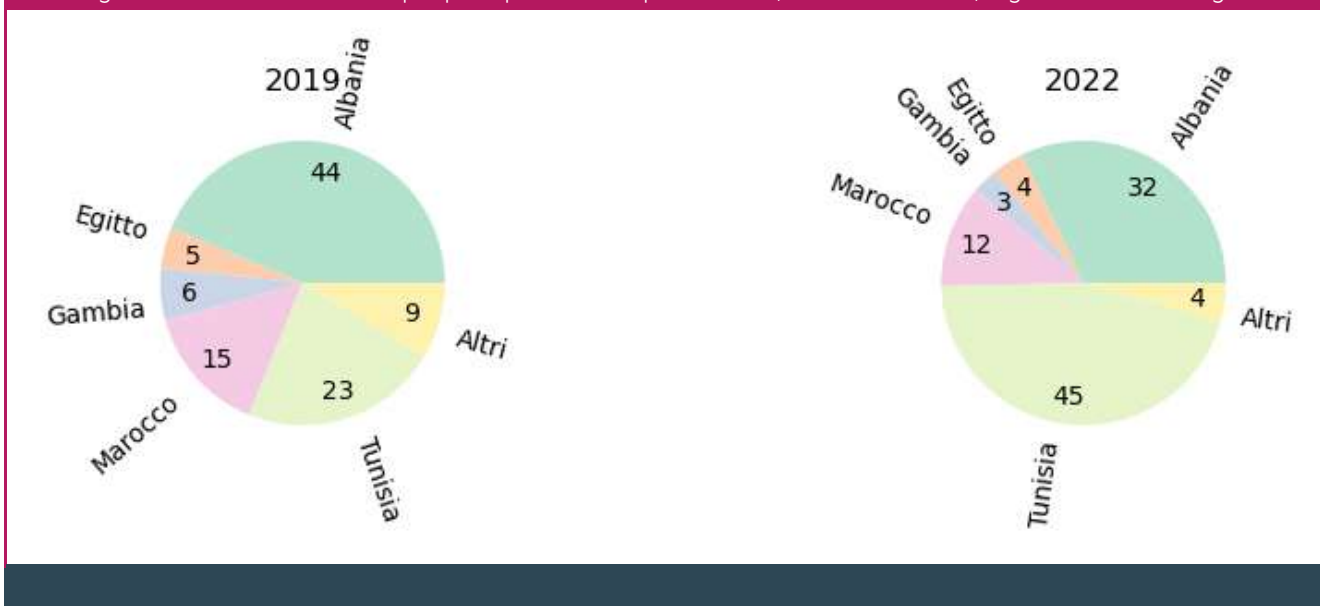 2019
Albania
44
Egitto
5
Gambia
6
Marocco
15
Tunisia
23
Altri
9
2022
Albania
32
Egitto
4
Gambia
3
Marocco
12
Tunisia
45
Altri
4